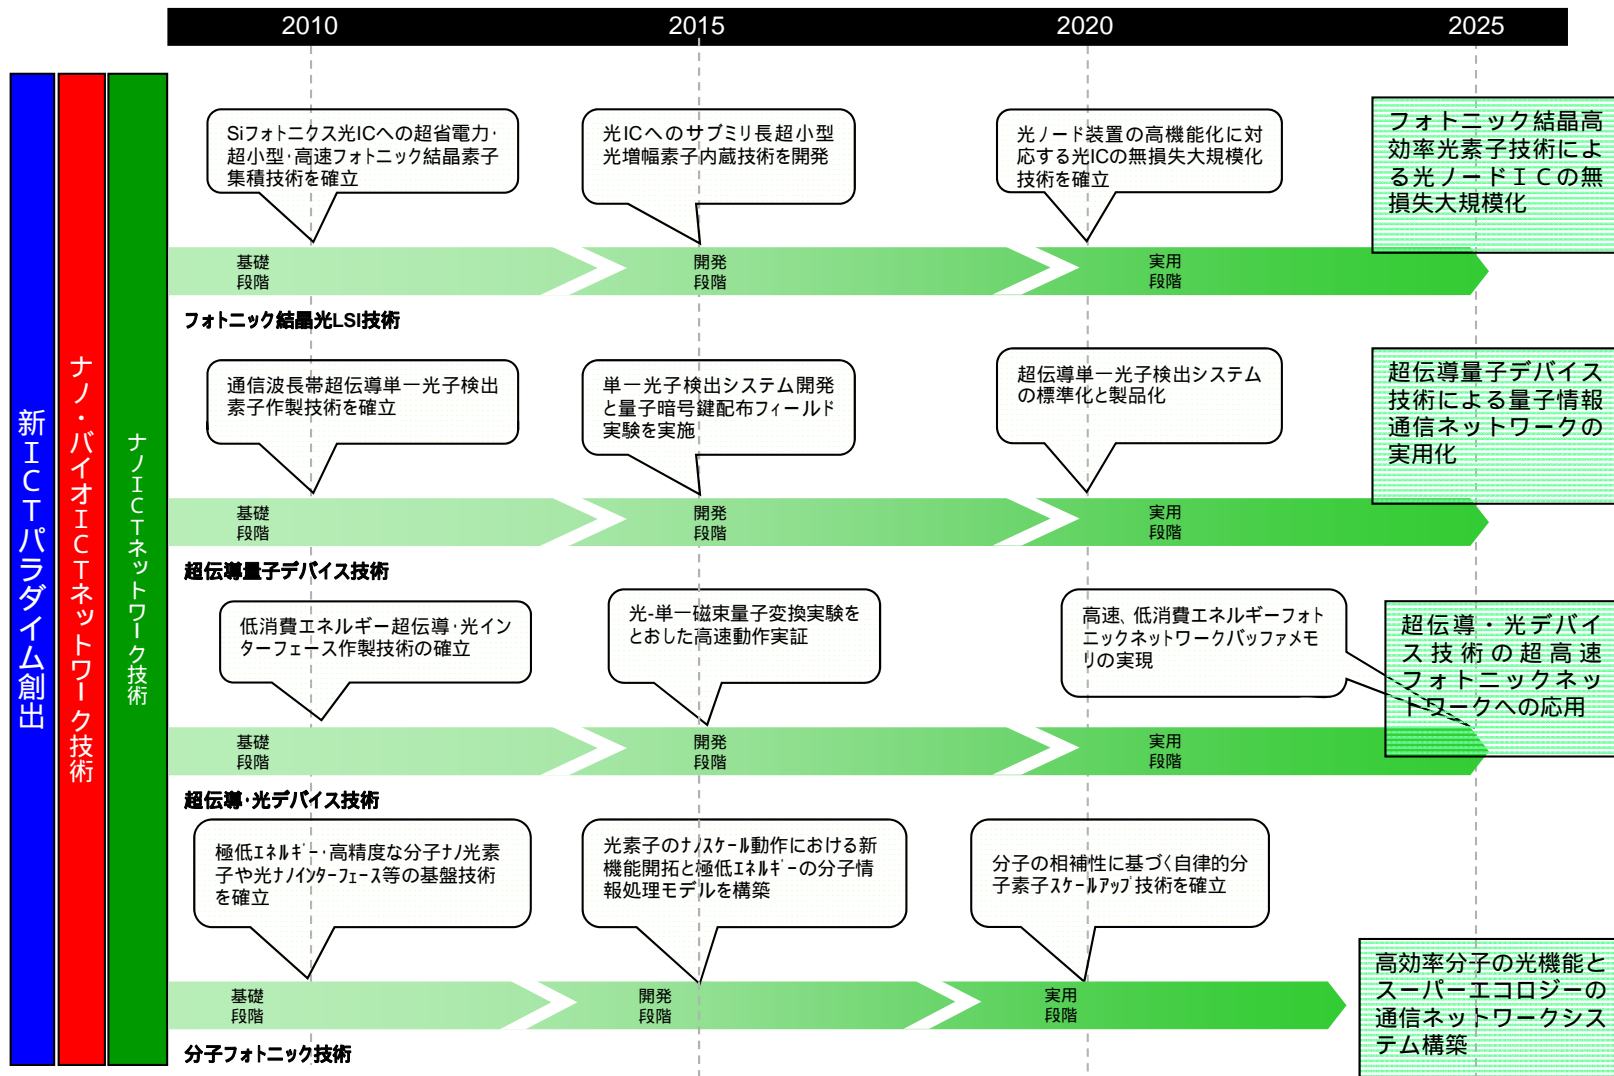 2010 2015 2020 2025
新ICTパラダイム創出
ナノ・バイオICTネットワーク技術
ナノICTネットワーク技術
Siフォトニクス光ICへの超省電力・
超小型・高速フォトニック結晶素子
集積技術を確立
光ICへのサブミリ長超小型
光増幅素子内蔵技術を開発
光ノード装置の高機能化に対
応する光ICの無損失大規模化
技術を確立
フォトニック結晶高
効率光素子技術によ
る光ノードICの無
損失大規模化
基礎
段階
開発
段階
実用
段階
フォトニック結晶光LSI技術
通信波長帯超伝導単一光子検出
素子作製技術を確立
単一光子検出システム開発
と量子暗号鍵配布フィールド
実験を実施
超伝導単一光子検出システム
の標準化と製品化
超伝導量子デバイス
技術による量子情報
通信ネットワークの
実用化
基礎
段階
開発
段階
実用
段階
超伝導量子デバイス技術
低消費エネルギー超伝導・光イン
ターフェース作製技術の確立
光-単一磁束量子変換実験を
とおした高速動作実証
高速、低消費エネルギーフォト
ニックネットワークバッファメモ
リの実現
超伝導・光デバイ
ス技術の超高速
フォトニックネッ
トワークへの応用
基礎
段階
開発
段階
実用
段階
超伝導・光デバイス技術
極低ｴﾈﾙｷﾞｰ・高精度な分子ﾅﾉ光素
子や光ﾅﾉｲﾝﾀｰﾌｪｰｽ等の基盤技術
を確立
光素子のﾅﾉｽｹｰﾙ動作における新
機能開拓と極低ｴﾈﾙｷﾞｰの分子情
報処理モデルを構築
分子の相補性に基づく自律的分
子素子ｽｹｰﾙｱｯﾌﾟ技術を確立
高効率分子の光機能と
スーパーエコロジーの
通信ネットワークシス
テム構築
基礎
段階
開発
段階
実用
段階
分子フォトニック技術